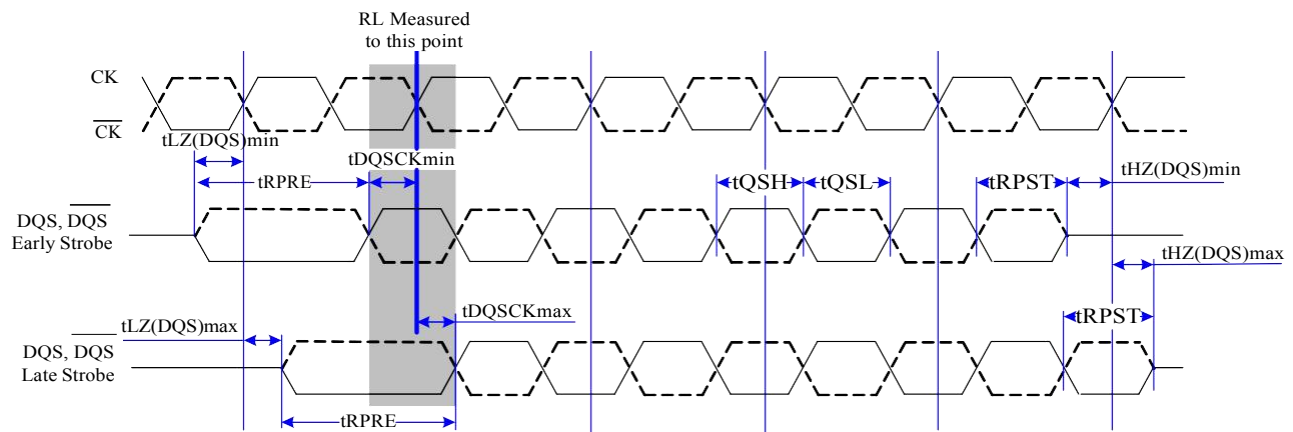 RL Measured
to this point
CK
CK
tLZ(DQS)min
tDQSCKmin
tRPRE
tQSH
tQSL
tRPST
tHZ(DQS)min
DQS, DQS
Early Strobe
tHZ(DQS)max
tLZ(DQS)max
tDQSCKmax
tRPST
DQS, DQS
Late Strobe
tRPRE